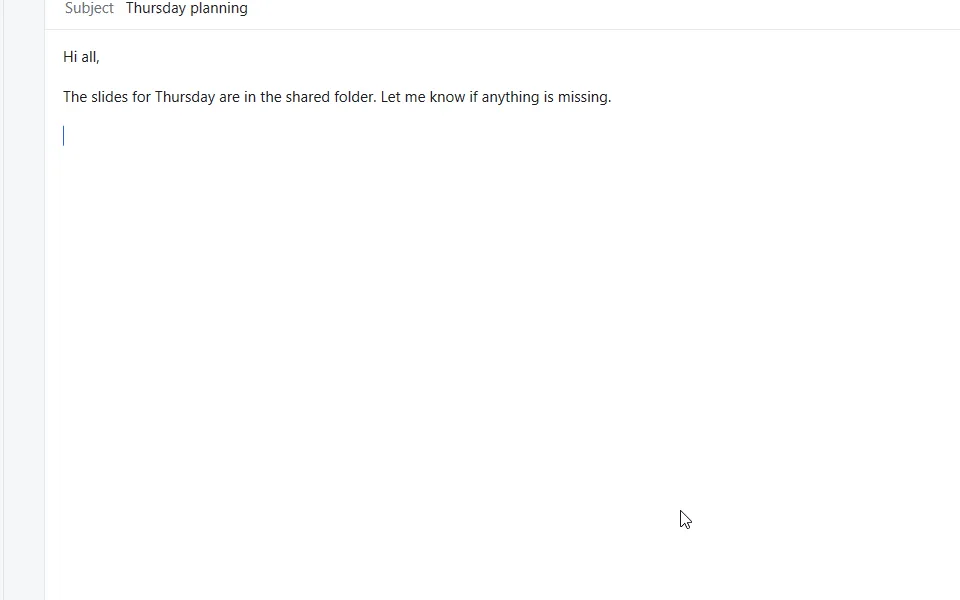 Subject Thursday planning
Hi all,
The slides for Thursday are in the shared folder. Let me know if anything is missing.